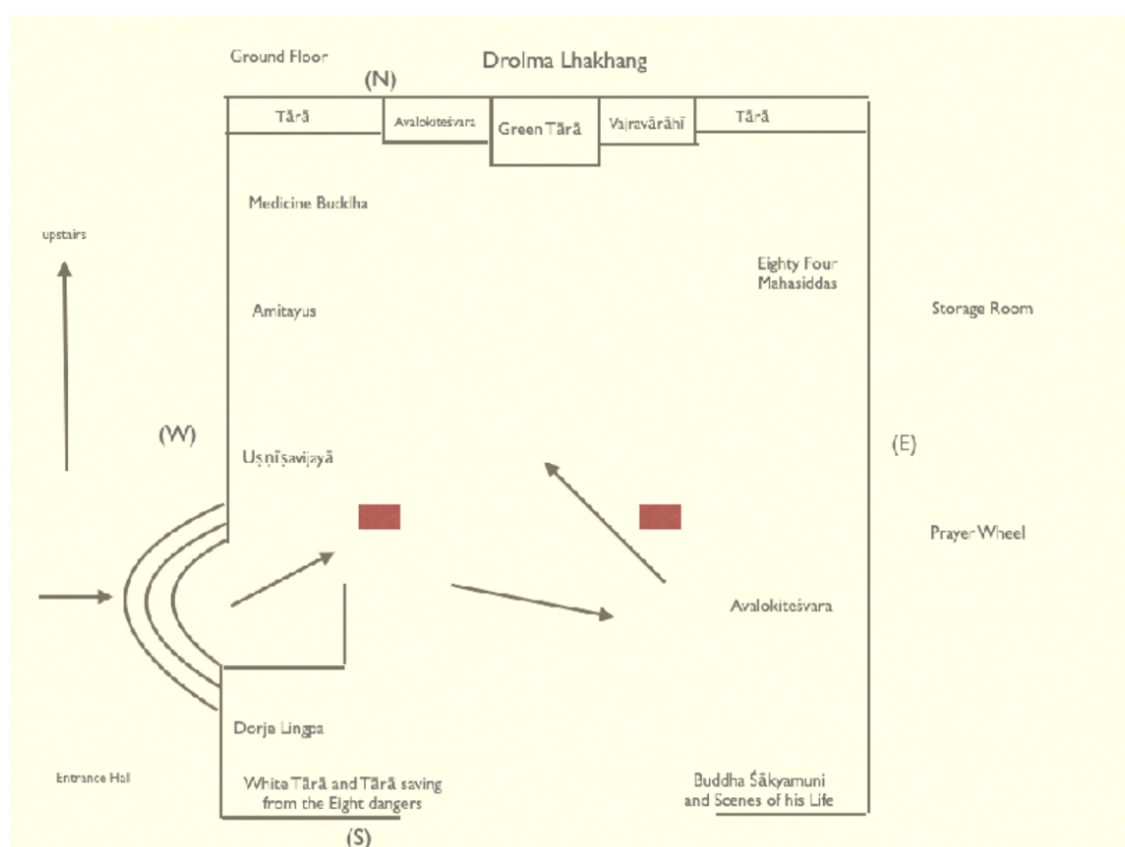 Ground Floor
Drolma Lhakhang
(N)
Tārā
Avalokiteśvara
Green Tārā
Vajravārāhī
Tārā
Medicine Buddha
upstairs
Eighty Four
Mahasiddas
Amitayus
Storage Room
(W)
(E)
Uṣṇīṣavijayā
Prayer Wheel
Avalokiteśvara
Dorje Lingpa
Entrance Hall
White Tārā and Tārā saving
from the Eight dangers
Buddha Śākyamuni
and Scenes of his Life
(S)